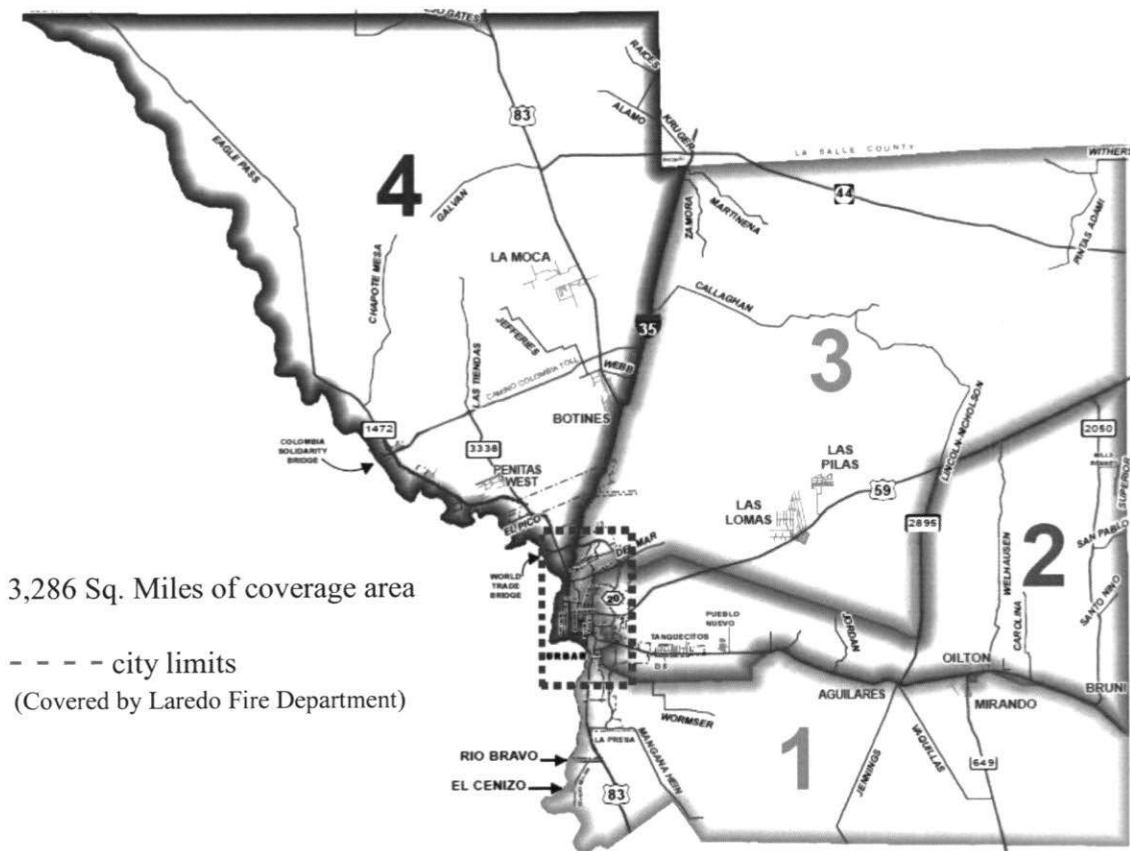 RAICES
83
ALAMO
KRUGER
LA SALLE COUNTY
WITHERS
EAGLE PASS
4
GALVAN
44
ZAMORA
MARTINENA
PINTAS ADAMI
LA MOCA
CHAPOTE MESA
CALLAGHAN
35
JEFFERIES
3
LAS TIENDAS
CAMINO COLOMBIA TOLL
WEBB
BOTINES
LINCOLN-NICHOLSON
1472
2050
COLOMBIA
SOLIDARITY
BRIDGE
3338
PENITAS
WEST
LAS
PILAS
59
SUPERIOR
LAS
LOMAS
EL PICO
2895
WELHAUSEN
2
SAN PABLO
DEL MAR
WORLD
TRADE
BRIDGE
20
3,286 Sq. Miles of coverage area
CAROLINA
SANTO NINO
PUEBLO
NUEVO
JORDAN
TANQUECITOS
- - - - - city limits
(Covered by Laredo Fire Department)
OILTON
AGUILARES
MIRANDO
BRUNI
WORMSER
LA PRESA
1
MANGANA HEIN
VAQUILLAS
RIO BRAVO
649
JENNINGS
EL CENIZO
83